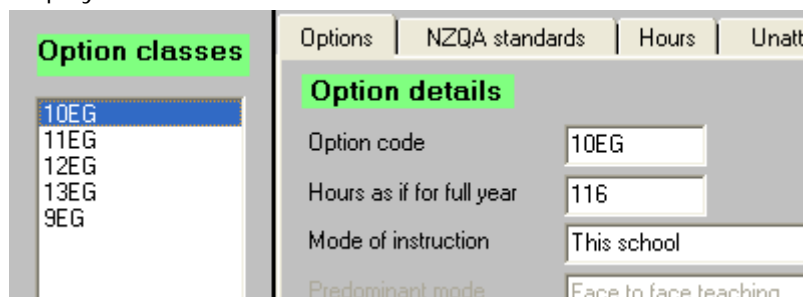 Option classes
10EG
11EG
12EG
13EG
9EG
Options NZQA standards Hours
Option details
Option code 10EG
Hours as if for full year 116
Mode of instruction This school
Predominant mode Face to face teaching